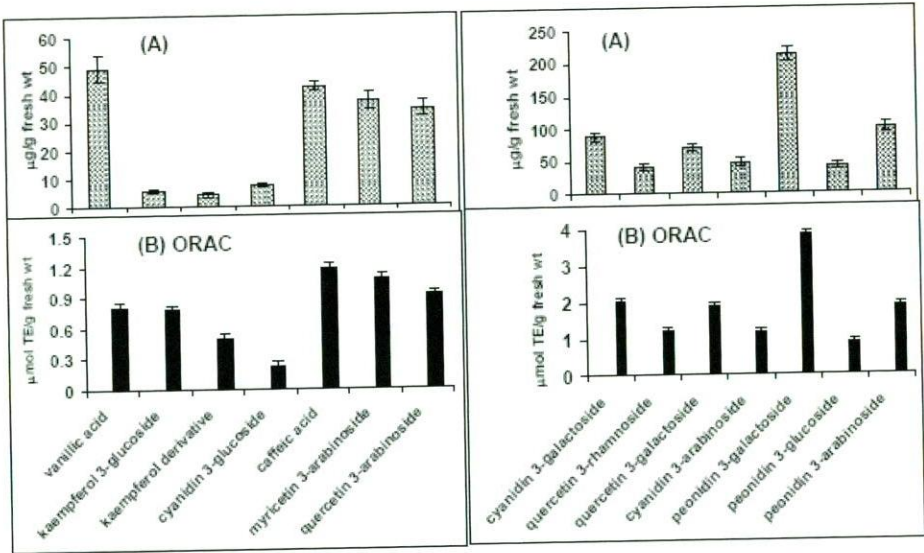 (A)
µg/g fresh wt
60
50
40
30
20
10
0
(B) ORAC
µmol TE/g fresh wt
1.5
1.2
0.9
0.6
0.3
0
vanillic acid
kaempferol 3-glucoside
kaempferol derivative
cyanidin 3-glucoside
caffeic acid
myricetin 3-arabinoside
quercetin 3-arabinoside
(A)
µg/g fresh wt
250
200
150
100
50
0
(B) ORAC
µmol TE/g fresh wt
4
3
2
1
0
cyanidin 3-galactoside
quercetin 3-rhamnoside
quercetin 3-galactoside
cyanidin 3-arabinoside
peonidin 3-galactoside
peonidin 3-glucoside
peonidin 3-arabinoside